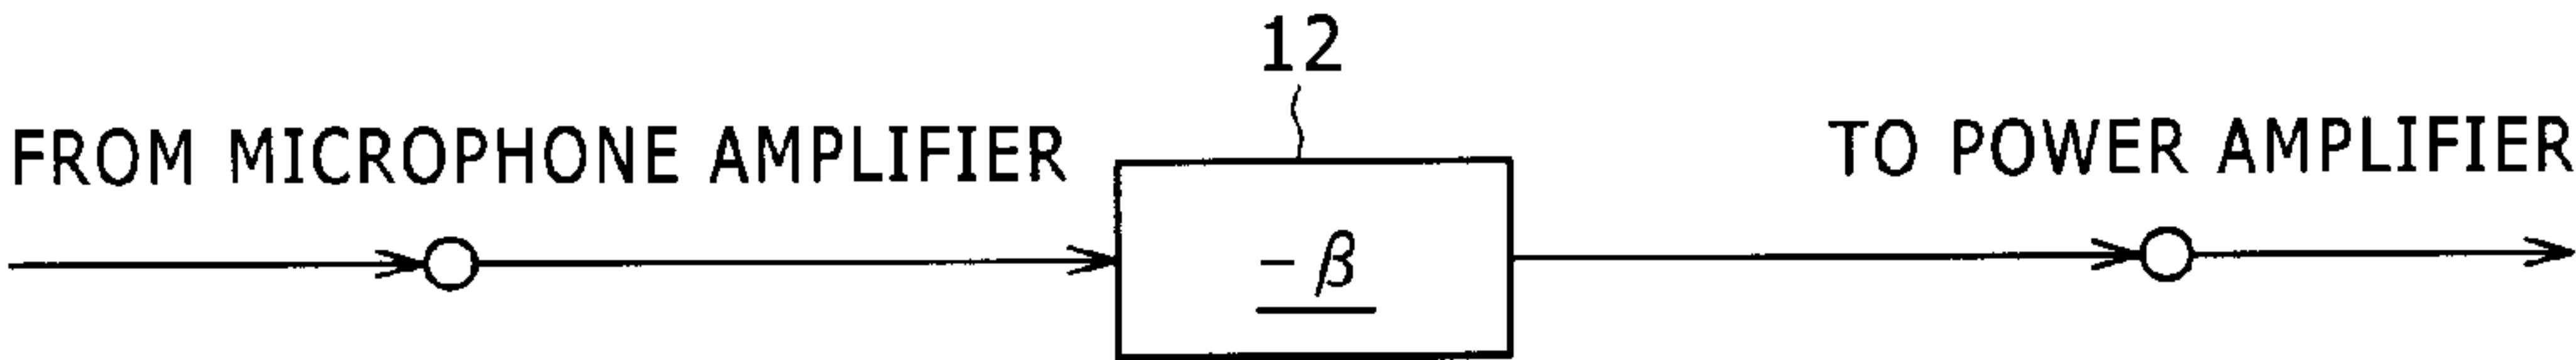 12
FROM MICROPHONE AMPLIFIER
TO POWER AMPLIFIER
-β